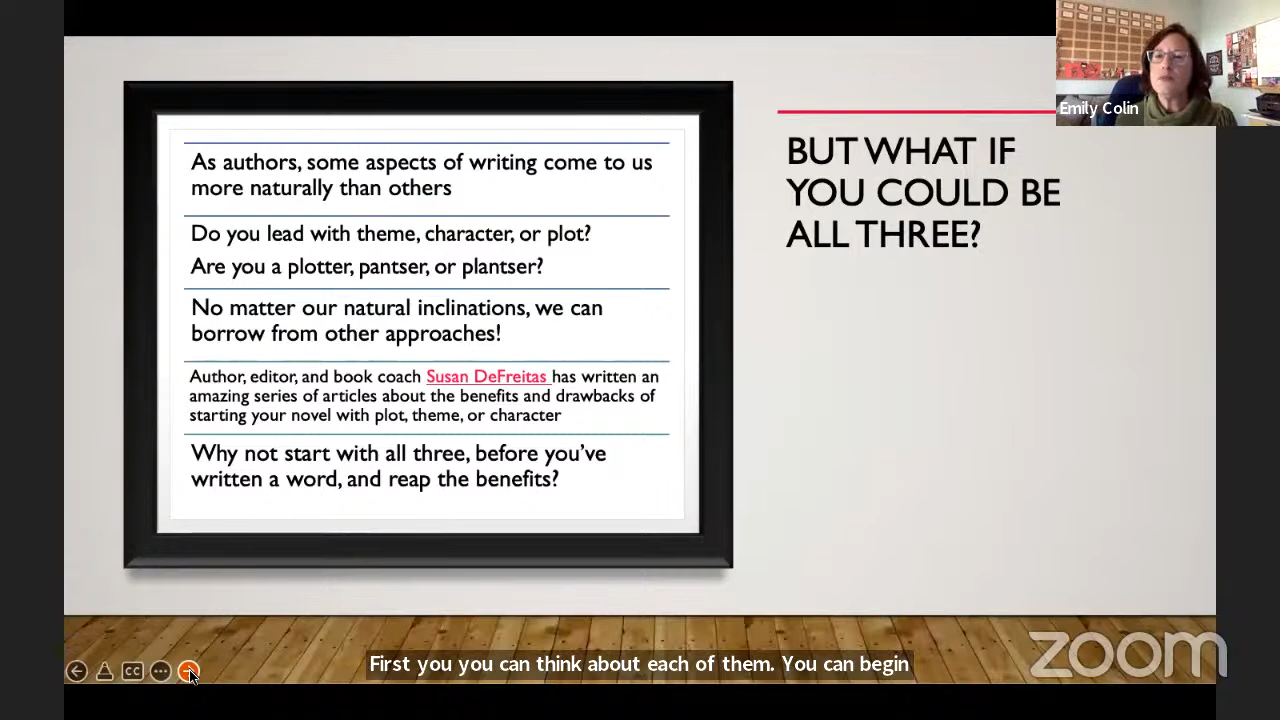 As authors, some aspects of writing come to us
more naturally than others
Do you lead with theme, character, or plot?
Are you a plotter, pantser, or plantser?
No matter our natural inclinations, we can
borrow from other approaches!
Author, editor, and book coach Susan DeFreitas has written an
amazing series of articles about the benefits and drawbacks of
starting your novel with plot, theme, or character
Why not start with all three, before you’ve
written a word, and reap the benefits?
BUT WHAT IF
YOU COULD BE
ALL THREE?
Emily Colin
CC
First you you can think about each of them. You can begin
zoom